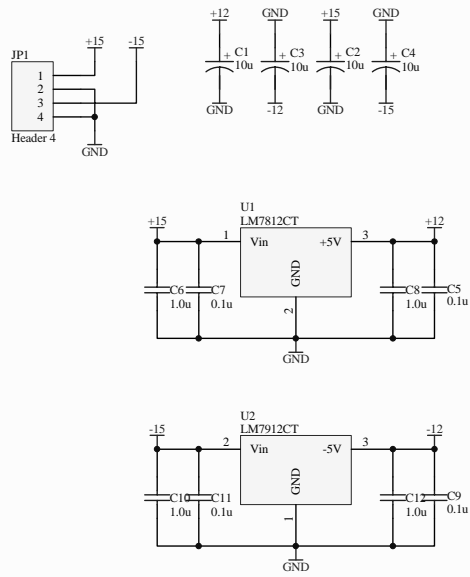 +12 GND +15 GND
JP1 +15 -15
1
2
3
4
Header 4
GND
C1 10u
C3 10u
C2 10u
C4 10u
GND -12 GND -15
U1
LM7812CT
+15 1 Vin +5V 3 +12
GND
C6 1.0u
C7 0.1u
C8 1.0u
C5 0.1u
2
GND
U2
LM7912CT
-15 2 Vin -5V 3 -12
GND
C10 1.0u
C11 0.1u
C12 1.0u
C9 0.1u
1
GND